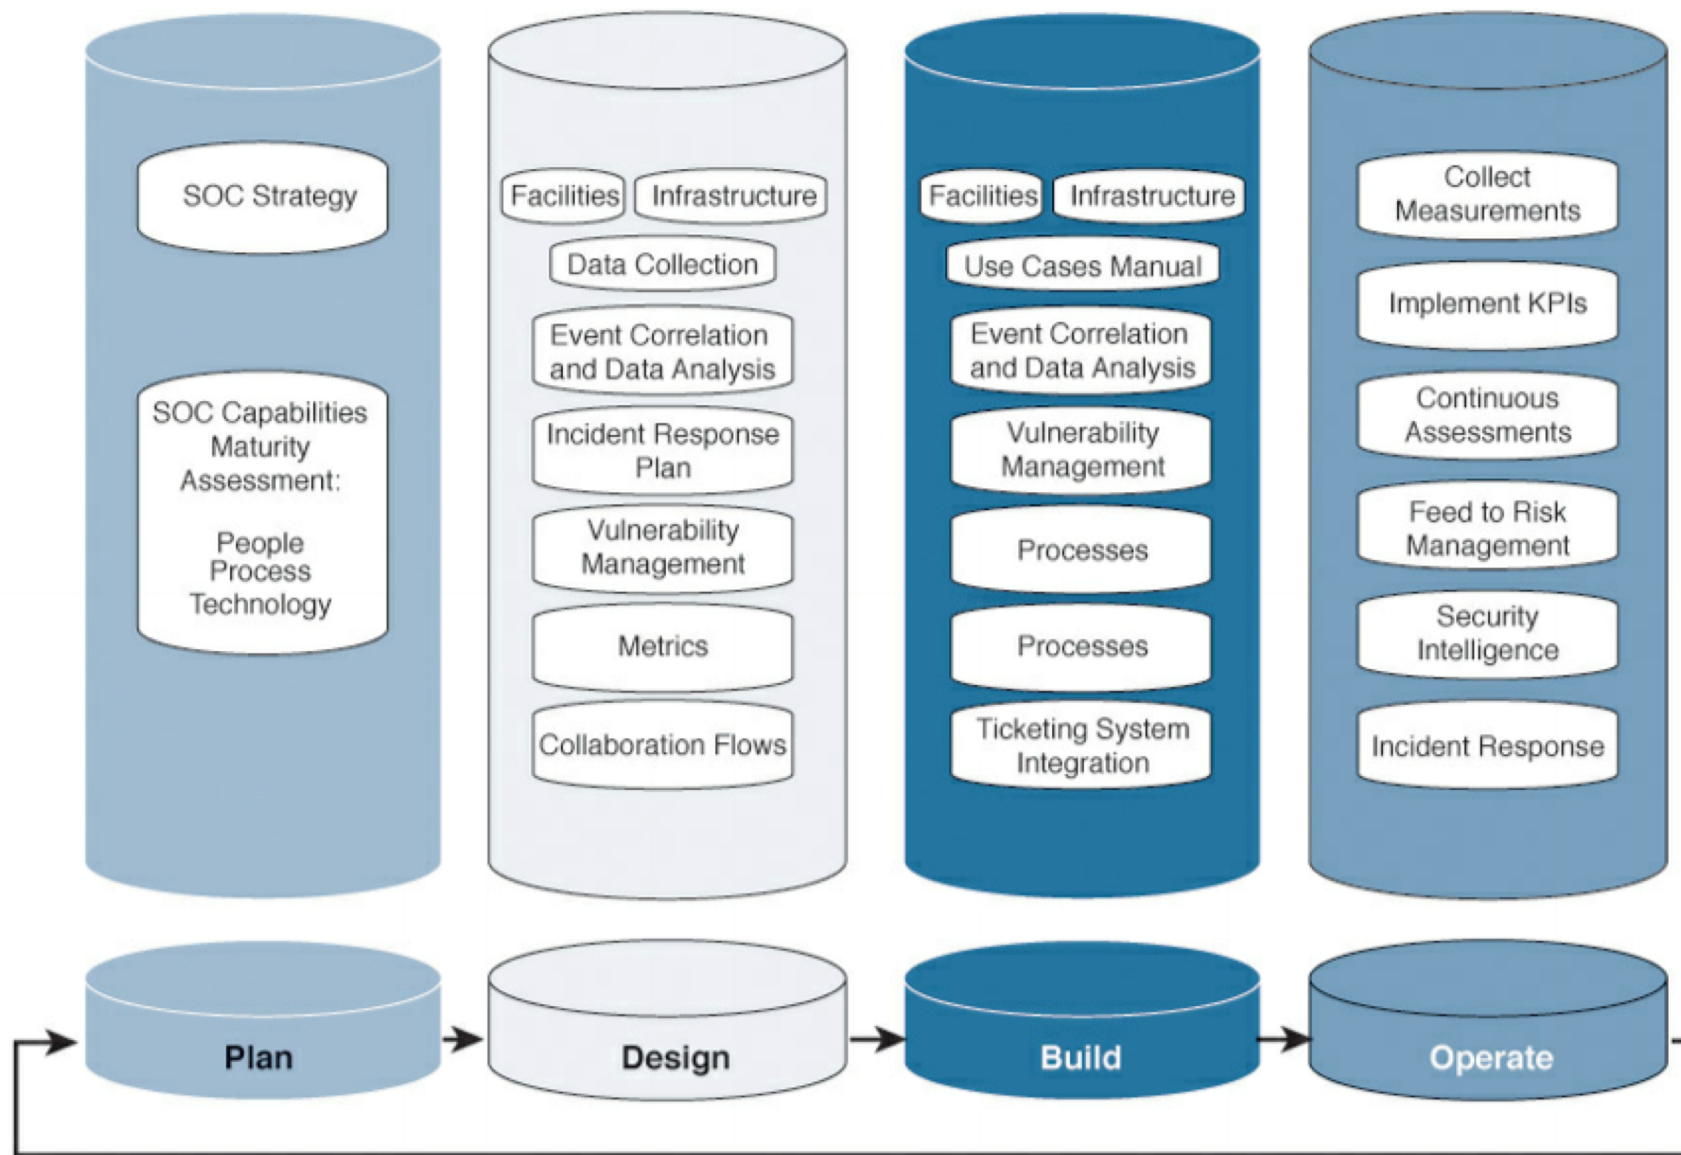 SOC Strategy
SOC Capabilities
Maturity
Assessment:
People
Process
Technology
Facilities
Infrastructure
Data Collection
Event Correlation
and Data Analysis
Incident Response
Plan
Vulnerability
Management
Metrics
Collaboration Flows
Facilities
Infrastructure
Use Cases Manual
Event Correlation
and Data Analysis
Vulnerability
Management
Processes
Processes
Ticketing System
Integration
Collect
Measurements
Implement KPIs
Continuous
Assessments
Feed to Risk
Management
Security
Intelligence
Incident Response
Plan
Design
Build
Operate